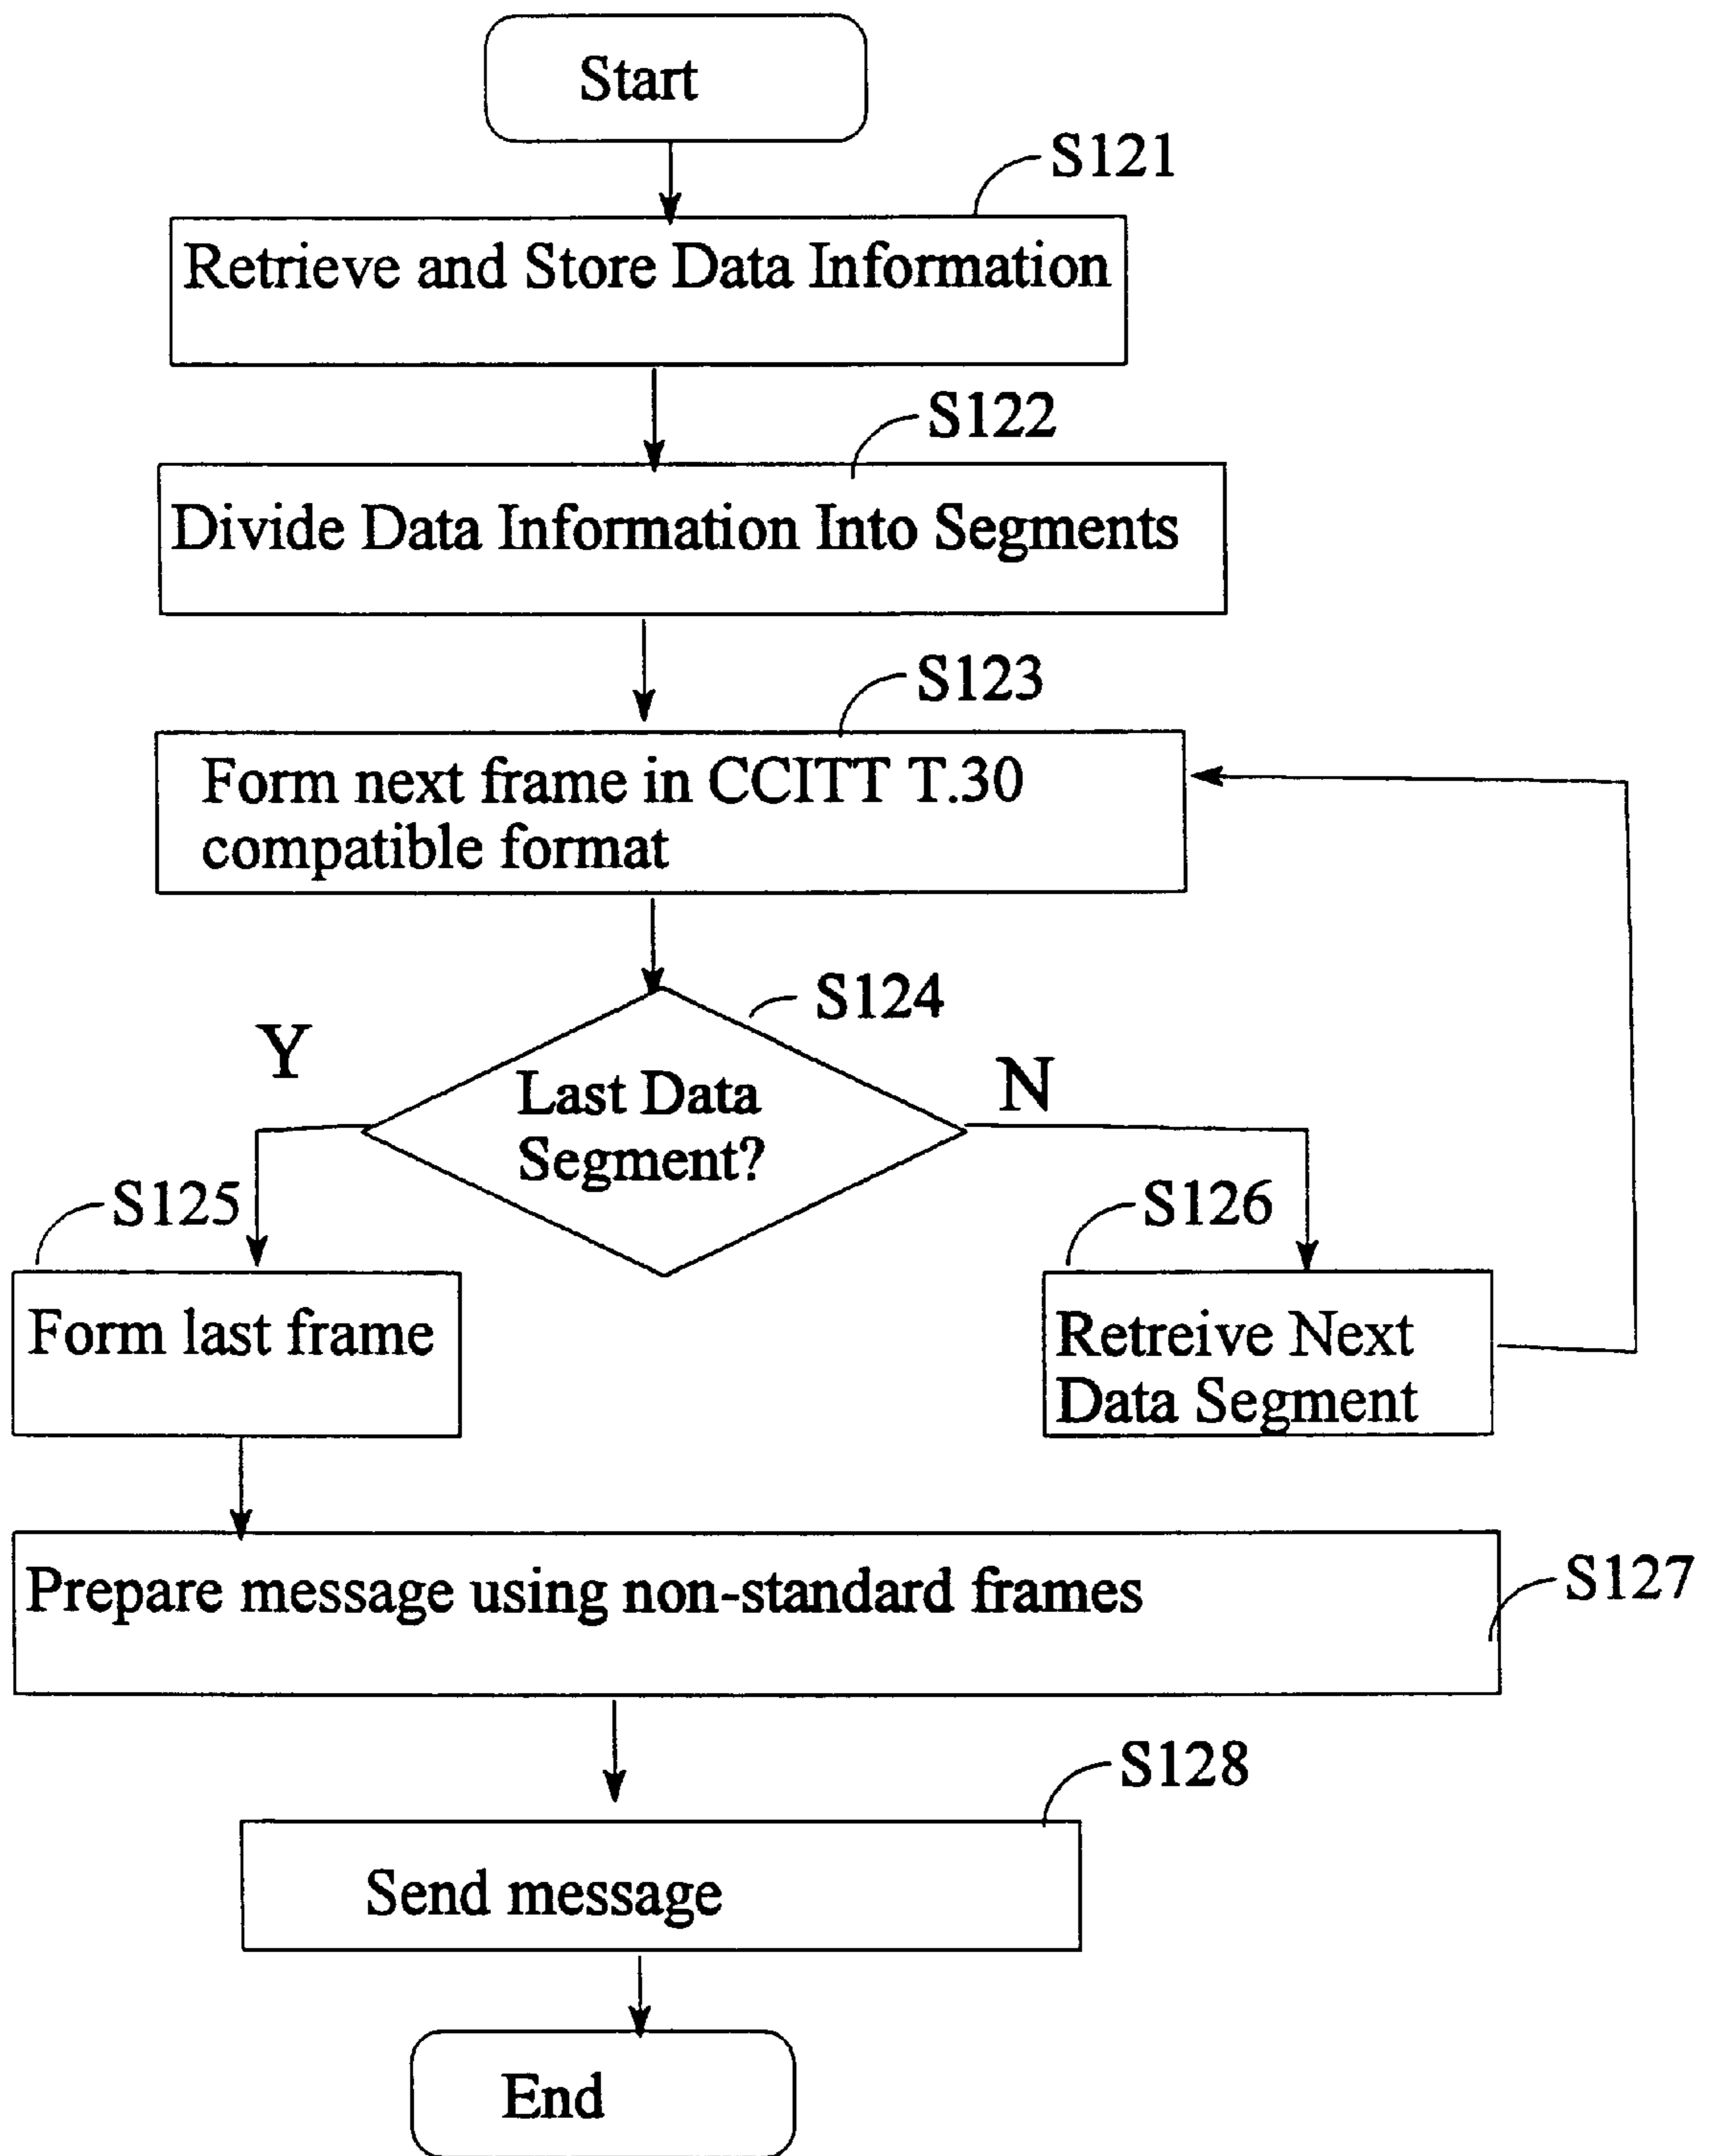 Start
S121
Retrieve and Store Data Information
S122
Divide Data Information Into Segments
S123
Form next frame in CCITT T.30
compatible format
S124
Y
N
Last Data
Segment?
S125
S126
Form last frame
Retreive Next
Data Segment
S127
Prepare message using non-standard frames
S128
Send message
End